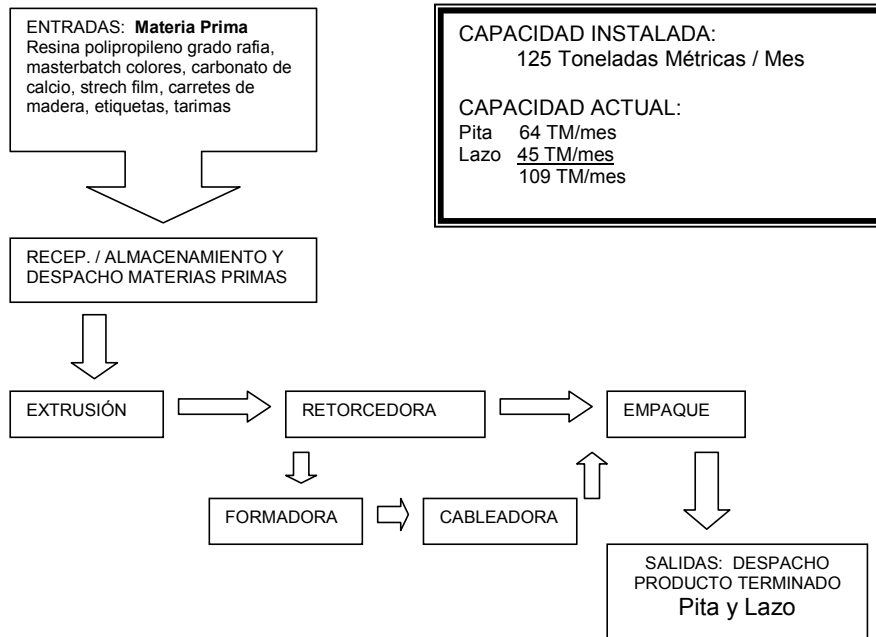 ENTRADAS: Materia Prima
Resina polipropileno grado rafia,
masterbatch colores, carbonato de
calcio, strech film, carretes de
madera, etiquetas, tarimas
CAPACIDAD INSTALADA:
125 Toneladas Métricas / Mes
CAPACIDAD ACTUAL:
Pita 64 TM/mes
Lazo 45 TM/mes
109 TM/mes
RECEP. / ALMACENAMIENTO Y
DESPACHO MATERIAS PRIMAS
EXTRUSIÓN
RETORCEDORA
EMPAQUE
FORMADORA
CABLEADORA
SALIDAS: DESPACHO
PRODUCTO TERMINADO
Pita y Lazo